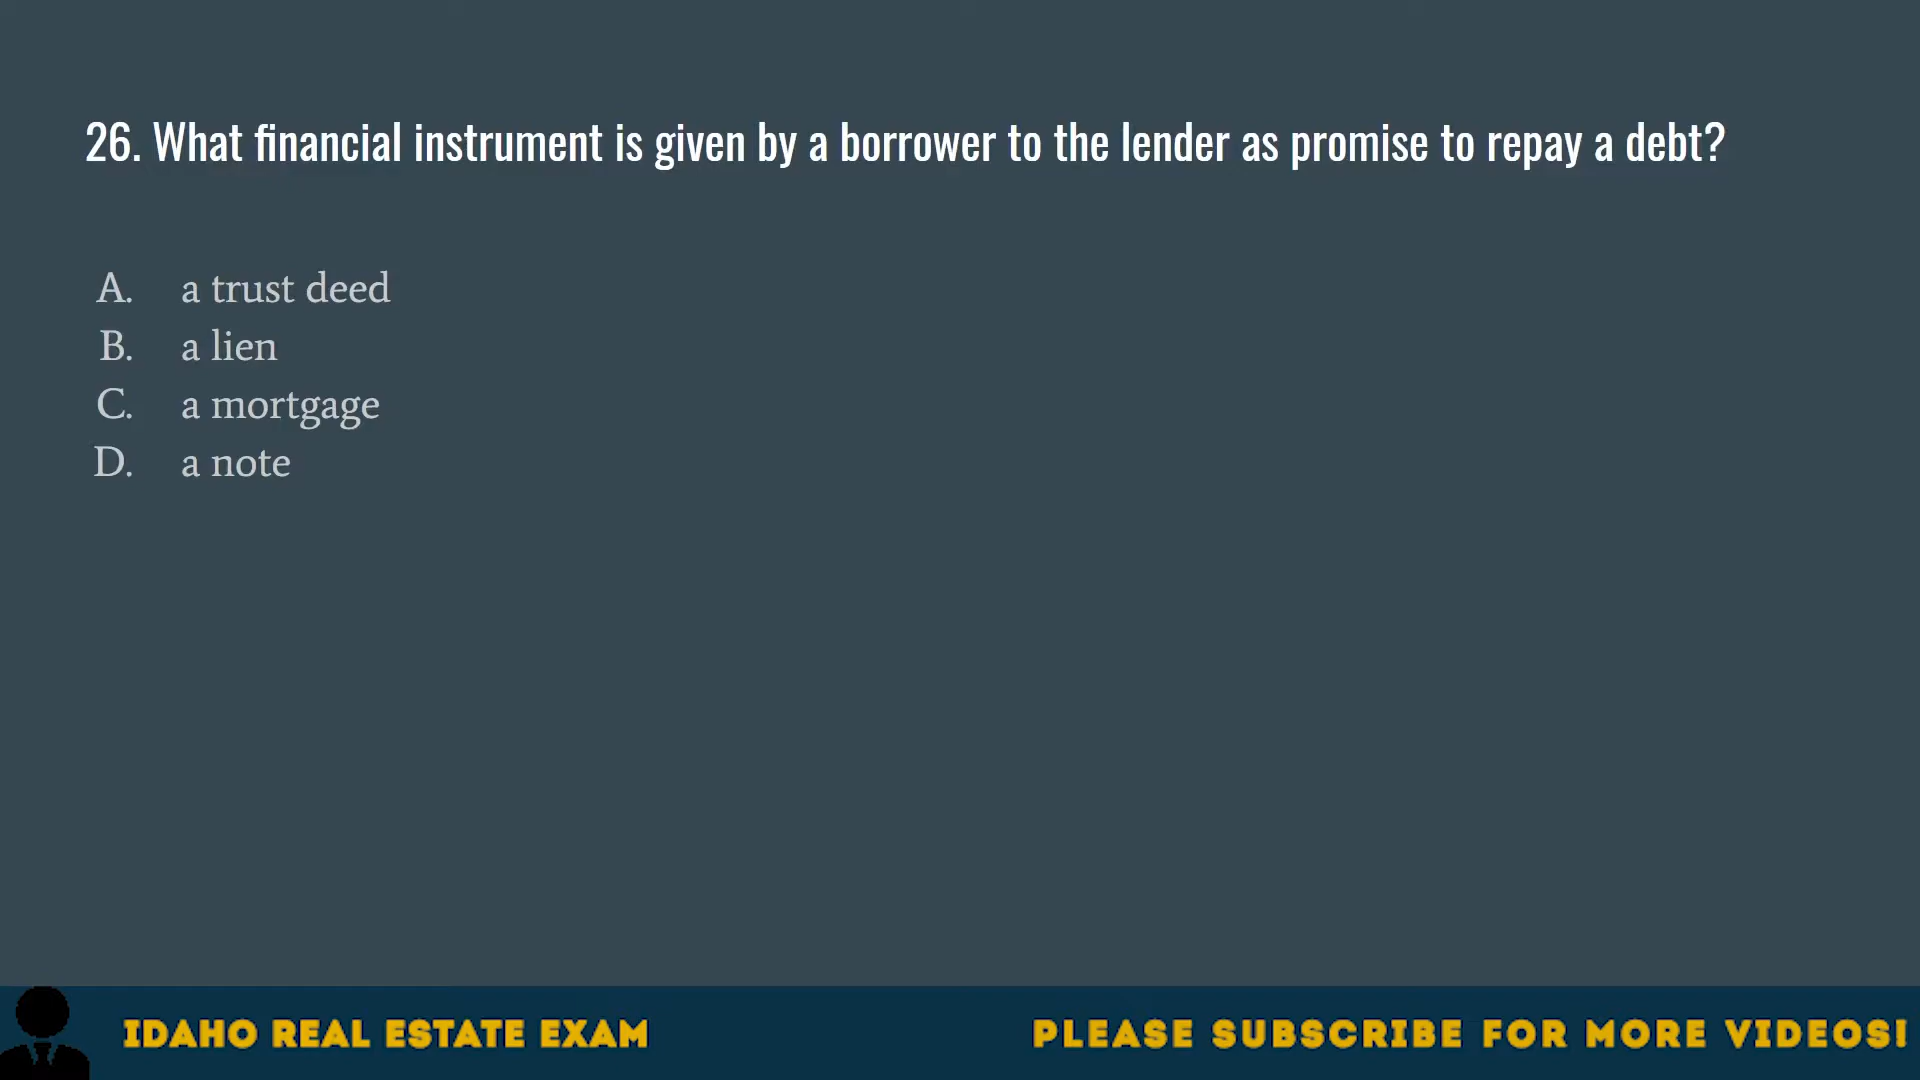 26. What financial instrument is given by a borrower to the lender as promise to repay a debt?
A. a trust deed
B. a lien
C. a mortgage
D. a note
IDAHO REAL ESTATE EXAM
PLEASE SUBSCRIBE FOR MORE VIDEOS!